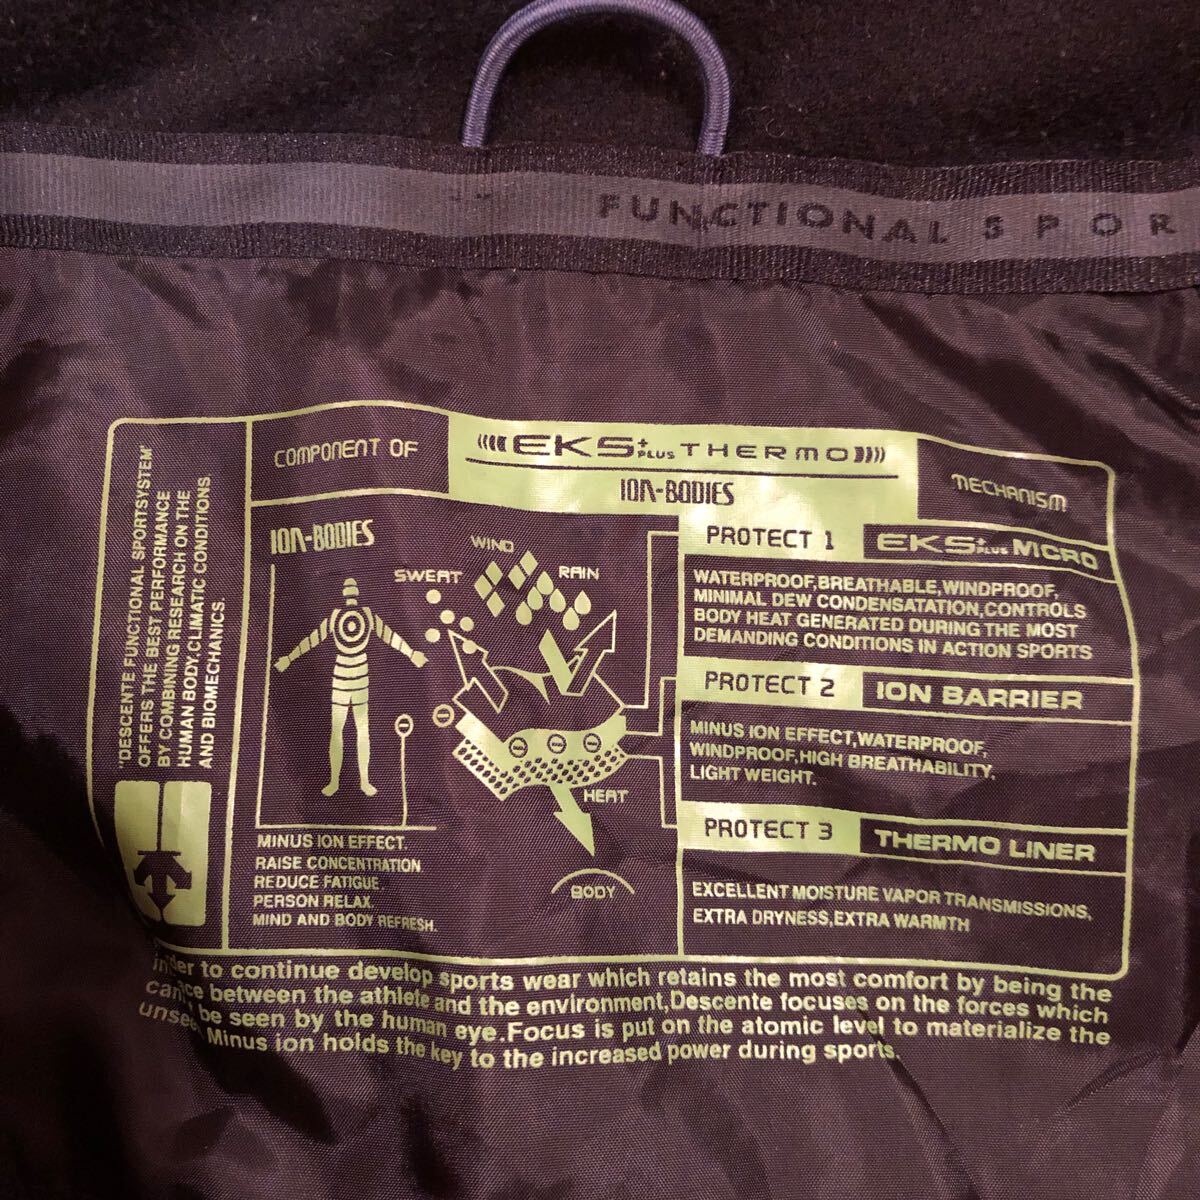 FUNCTIONAL SPOR
"DESCENTE FUNCTIONAL SPORTSYSTEM"
OFFERS THE BEST PERFORMANCE
BY COMBINING RESEARCH ON THE
HUMAN BODY,CLIMATIC CONDITIONS
AND BIOMECHANICS.
COMPONENT OF
EKS+PLUS THERMO
ION-BODIES
MECHANISM
ION-BODIES
WIND
SWEAT
RAIN
HEAT
BODY
MINUS ION EFFECT.
RAISE CONCENTRATION
REDUCE FATIGUE,
PERSON RELAX.
MIND AND BODY REFRESH.
PROTECT 1 EKS+PLUS MICRO
WATERPROOF,BREATHABLE,WINDPROOF,
MINIMAL DEW CONDENSATATION,CONTROLS
BODY HEAT GENERATED DURING THE MOST
DEMANDING CONDITIONS IN ACTION SPORTS
PROTECT 2 ION BARRIER
MINUS ION EFFECT,WATERPROOF,
WINDPROOF,HIGH BREATHABILITY,
LIGHT WEIGHT.
PROTECT 3 THERMO LINER
EXCELLENT MOISTURE VAPOR TRANSMISSIONS,
EXTRA DRYNESS,EXTRA WARMTH
to continue develop sports wear which retains the most comfort by being the
between the athlete and the environment,Descente focuses on the forces which
be seen by the human eye.Focus is put on the atomic level to materialize the
Minus ion holds the key to the increased power during sports.